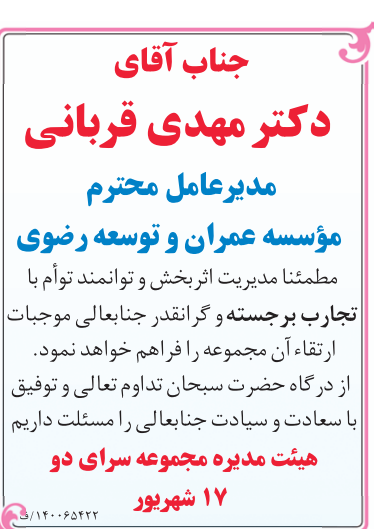 جناب آقای
دکتر مهدی قربانی
مدیرعامل محترم
مؤسسه عمران و توسعه رضوی
مطمئنا مدیریت اثربخش و توانمند توأم با
تجارب برجسته و گرانقدر جنابعالی موجبات
ارتقاء آن مجموعه را فراهم خواهد نمود.
از درگاه حضرت سبحان تداوم تعالی و توفیق
با سعادت و سیادت جنابعالی را مسئلت داریم
هیئت مدیره مجموعه سرای دو
۱۷ شهریور
۱۴۰۰۶۵۴۲۲/ف